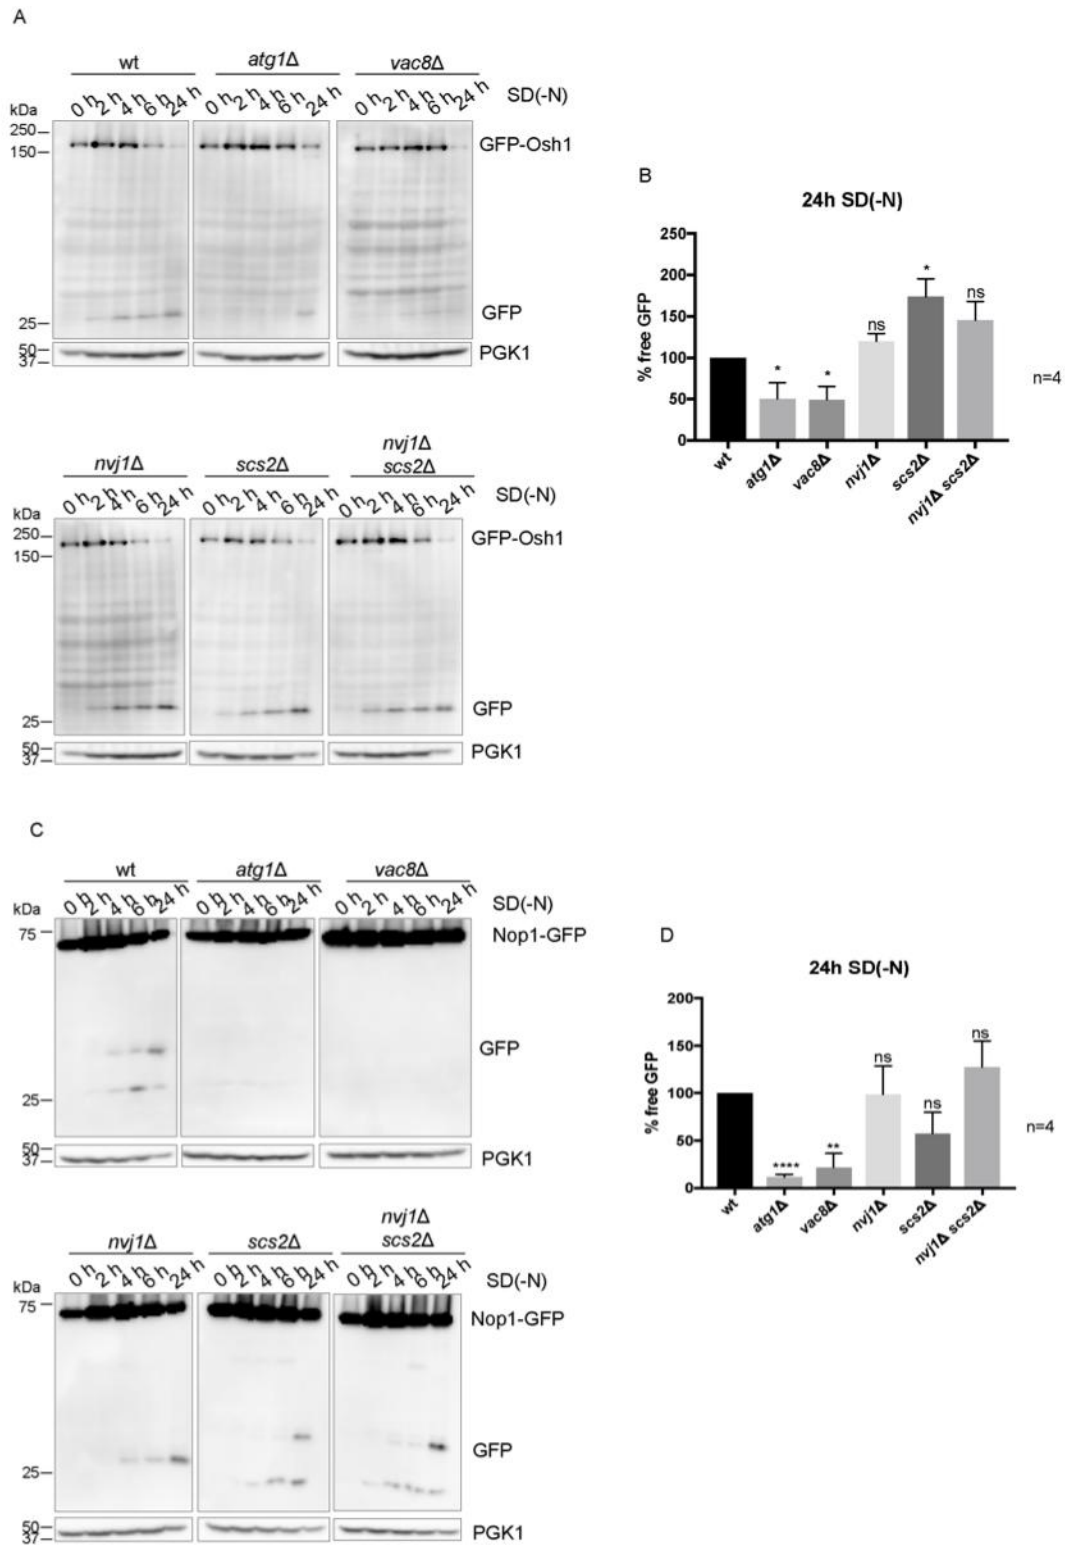 A
wt atg1Δ vac8Δ
0 h 2 h 4 h 6 h 24 h 0 h 2 h 4 h 6 h 24 h 0 h 2 h 4 h 6 h 24 h SD(-N)
kDa
250
150
GFP-Osh1
GFP
25
50
37
PGK1
B
24h SD(-N)
% free GFP
250
200
150
100
50
0
* * ns * ns
n=4
wt atg1Δ vac8Δ nvj1Δ scs2Δ nvj1Δ scs2Δ
nvj1Δ scs2Δ nvj1Δ
scs2Δ
0 h 2 h 4 h 6 h 24 h 0 h 2 h 4 h 6 h 24 h 0 h 2 h 4 h 6 h 24 h SD(-N)
kDa
250
150
GFP-Osh1
GFP
25
50
37
PGK1
C
wt atg1Δ vac8Δ
0 h 2 h 4 h 6 h 24 h 0 h 2 h 4 h 6 h 24 h 0 h 2 h 4 h 6 h 24 h SD(-N)
kDa
75
Nop1-GFP
GFP
25
50
37
PGK1
D
24h SD(-N)
% free GFP
200
150
100
50
0
**** ** ns ns ns
n=4
wt atg1Δ vac8Δ nvj1Δ scs2Δ nvj1Δ scs2Δ
nvj1Δ scs2Δ nvj1Δ
scs2Δ
0 h 2 h 4 h 6 h 24 h 0 h 2 h 4 h 6 h 24 h 0 h 2 h 4 h 6 h 24 h SD(-N)
kDa
75
Nop1-GFP
GFP
25
50
37
PGK1